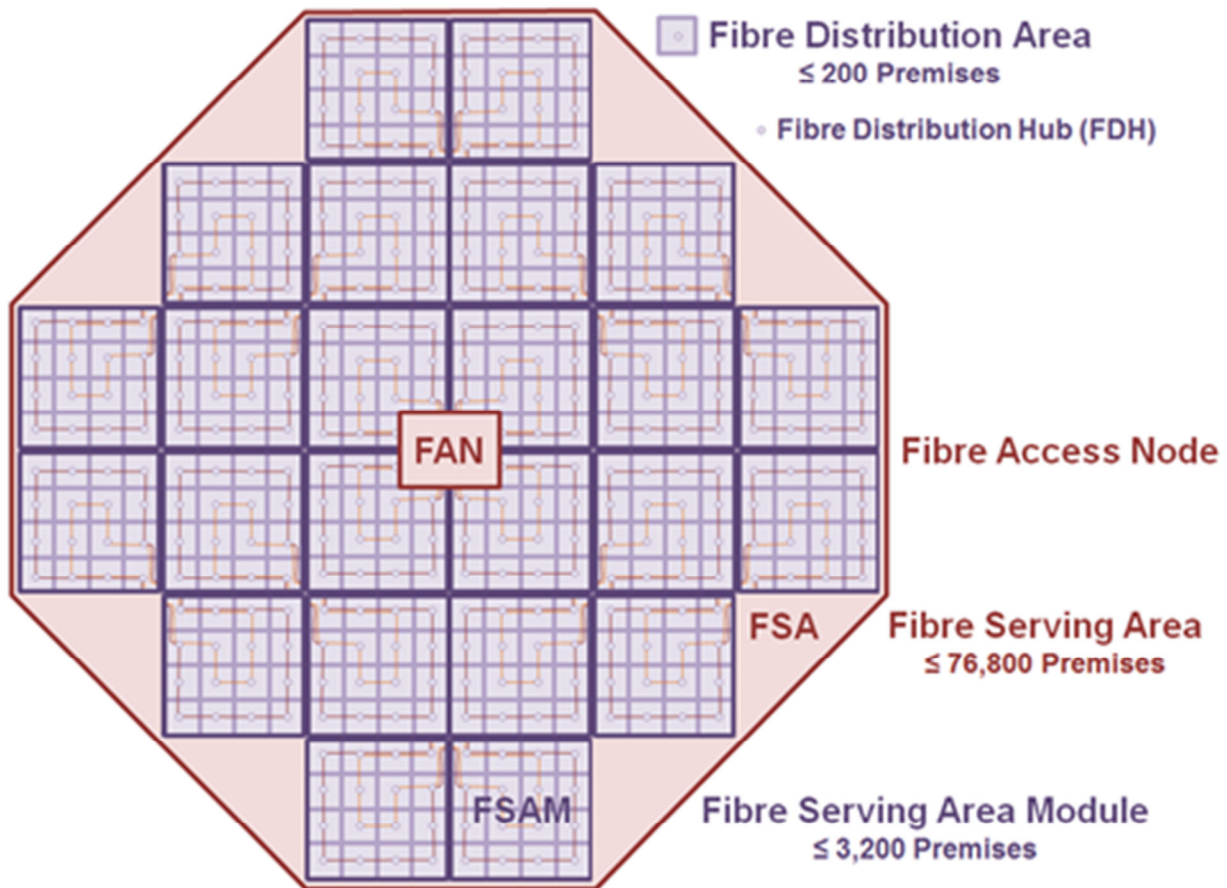 Fibre Distribution Area
≤ 200 Premises
Fibre Distribution Hub (FDH)
FAN
Fibre Access Node
FSA
Fibre Serving Area
≤ 76,800 Premises
FSAM
Fibre Serving Area Module
≤ 3,200 Premises